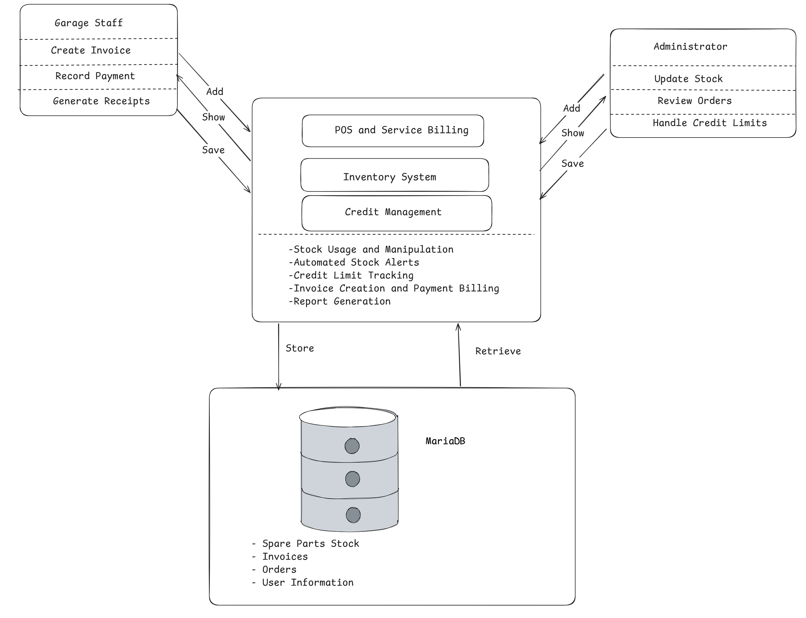 Garage Staff
Create Invoice
Record Payment
Generate Receipts
Add
Show
Save
Administrator
Update Stock
Review Orders
Handle Credit Limits
Add
Show
Save
POS and Service Billing
Inventory System
Credit Management
-Stock Usage and Manipulation
-Automated Stock Alerts
-Credit Limit Tracking
-Invoice Creation and Payment Billing
-Report Generation
Store
Retrieve
MariaDB
- Spare Parts Stock
- Invoices
- Orders
- User Information